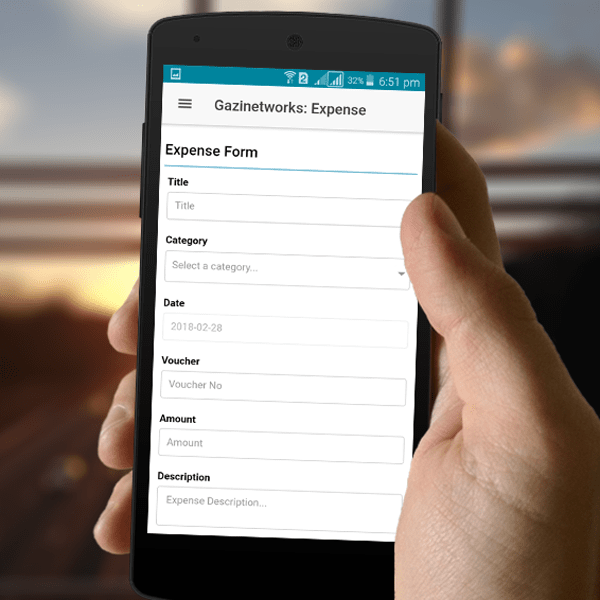 32% 6:51 pm
Gazinetworks: Expense
Expense Form
Title
Title
Category
Select a category...
Date
2018-02-28
Voucher
Voucher No
Amount
Amount
Description
Expense Description...